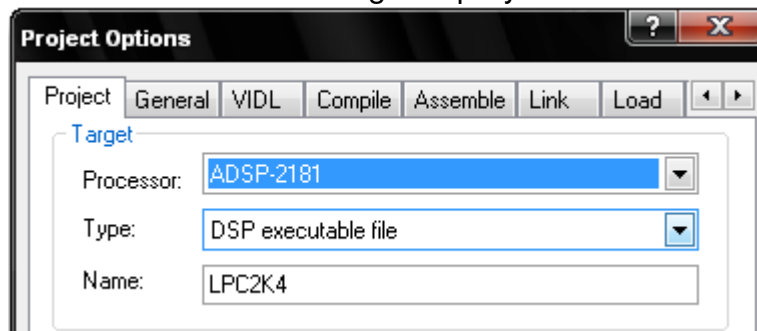 Project Options
?
X
Project General VIDL Compile Assemble Link Load
Target
Processor: ADSP-2181
Type: DSP executable file
Name: LPC2K4